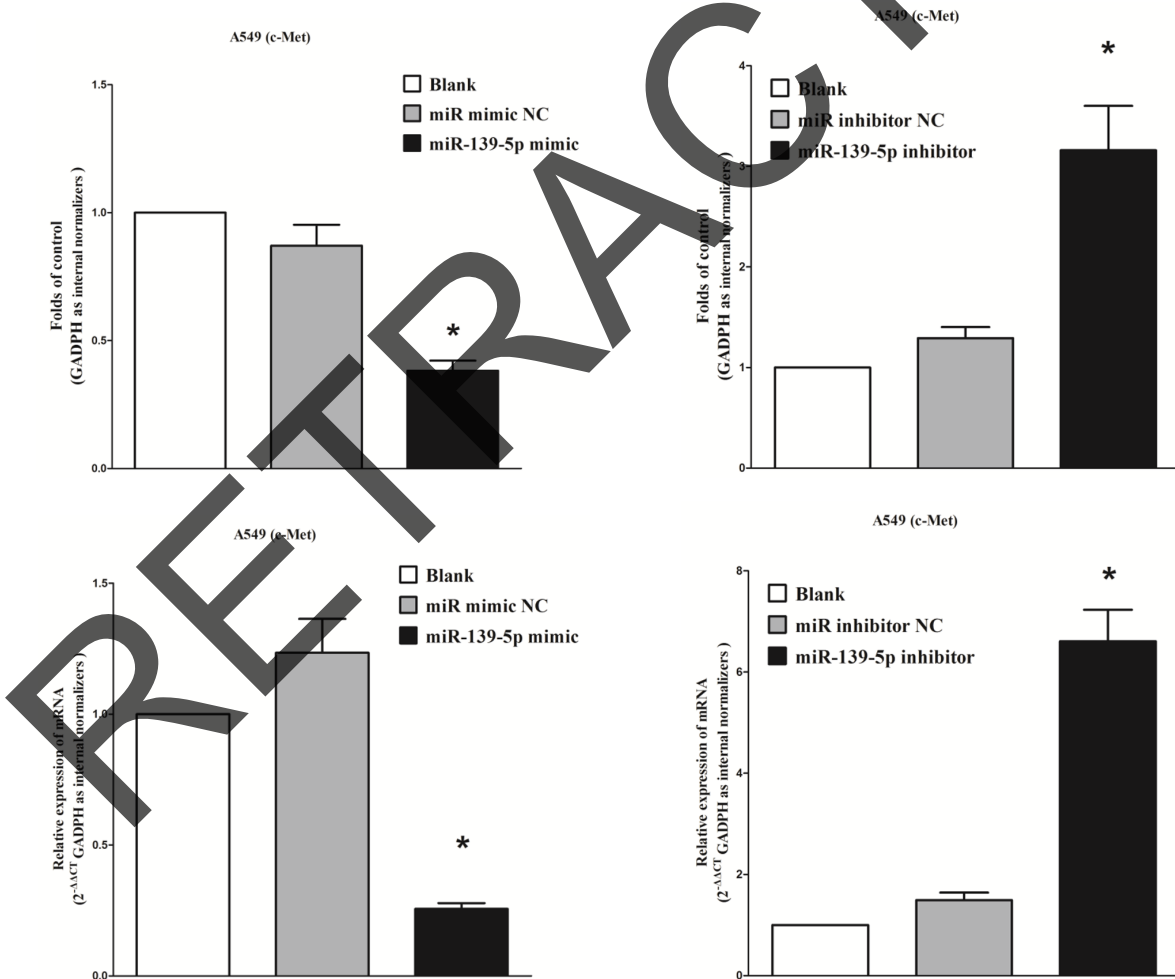 A549 (c-Met)
1.5
1.0
0.5
0.0
Folds of control
(GADPH as internal normalizers )
Blank
miR mimic NC
miR-139-5p mimic
*
A549 (c-Met)
4
3
2
1
0
Folds of control
(GADPH as internal normalizers )
Blank
miR inhibitor NC
miR-139-5p inhibitor
*
A549 (c-Met)
1.5
1.0
0.5
0.0
Relative expression of mRNA
(2-ΔΔCT GADPH as internal normalizers )
Blank
miR mimic NC
miR-139-5p mimic
*
A549 (c-Met)
8
6
4
2
0
Relative expression of mRNA
(2-ΔΔCT GADPH as internal normalizers )
Blank
miR inhibitor NC
miR-139-5p inhibitor
*
RETRACT